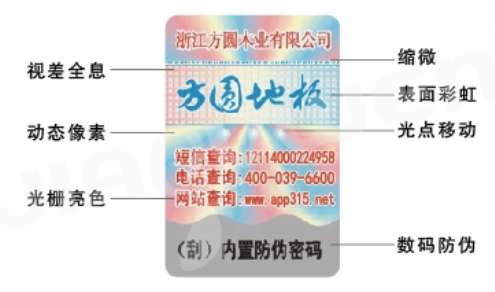 浙江方圆木业有限公司
缩微
视差全息
方圆地板
表面彩虹
动态像素
光点移动
短信查询:12114000224958
电话查询:400-039-6600
光栅亮色
网站查询:www.app315.net
(刮) 内置防伪密码
数码防伪